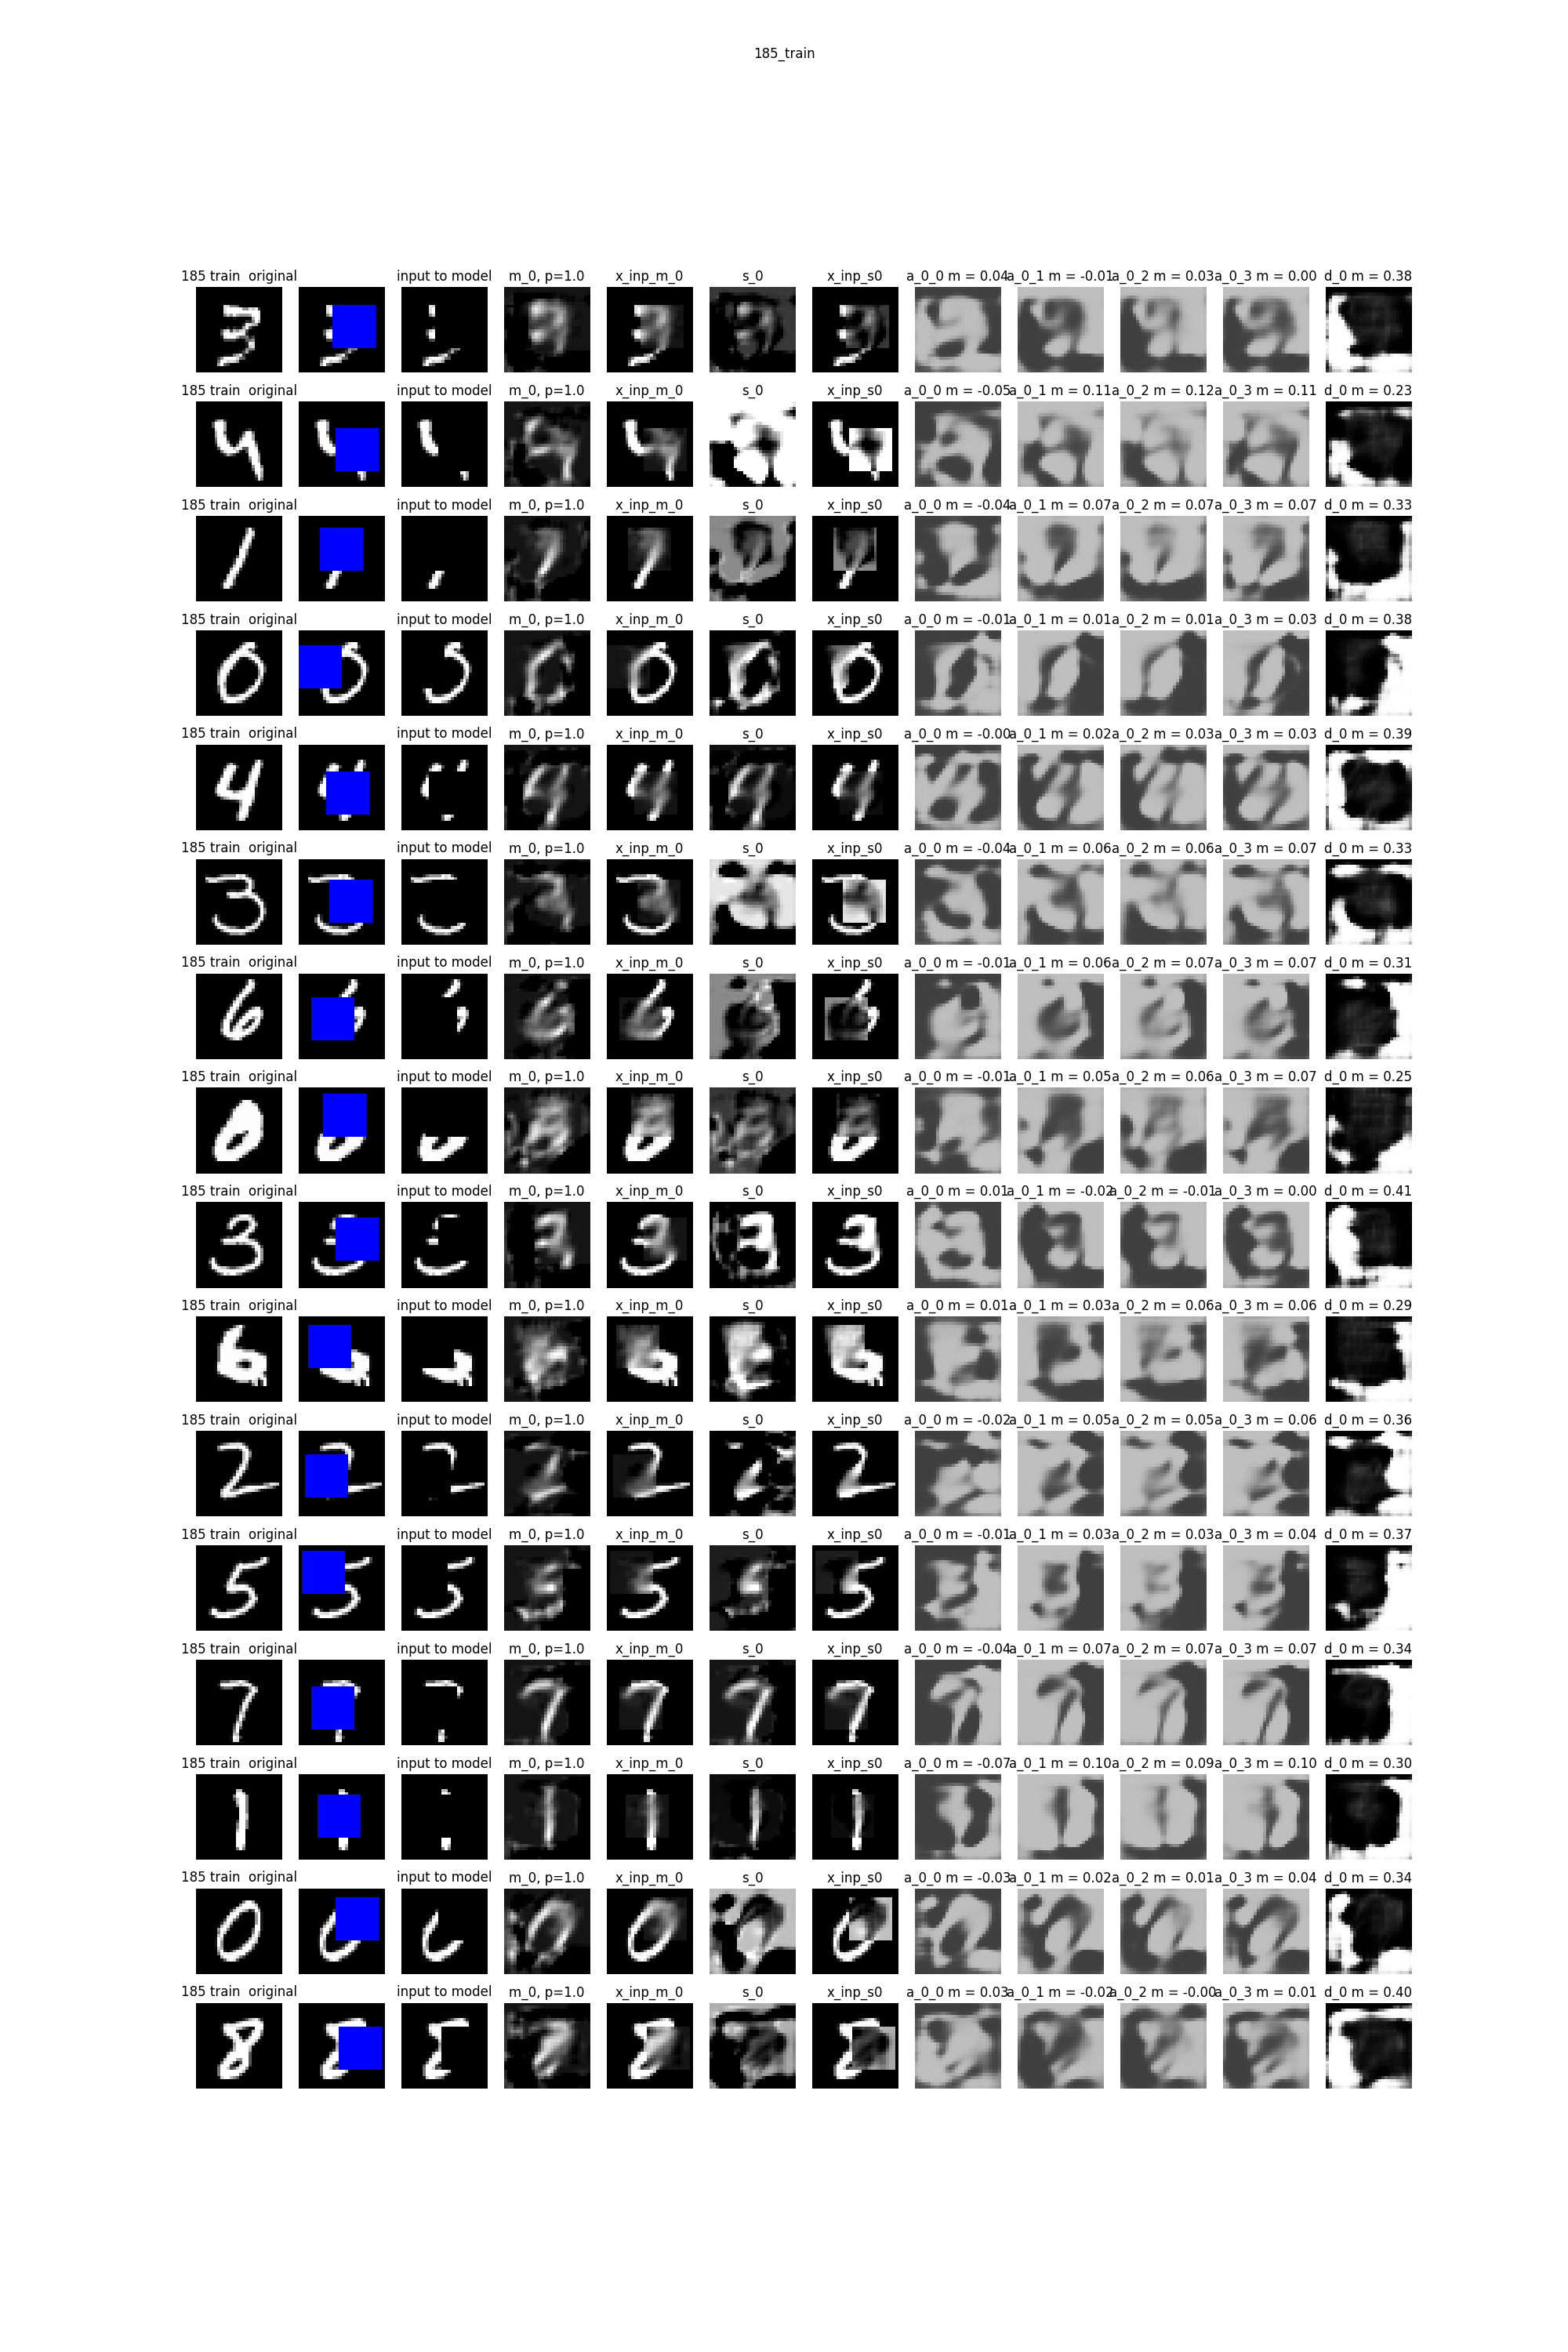 185_train
185 train  original input to model m_0, p=1.0 x_inp_m_0 s_0 x_inp_s0 a_0_0 m = 0.04 a_0_1 m = -0.01 a_0_2 m = 0.03 a_0_3 m = 0.00 d_0 m = 0.38
185 train  original input to model m_0, p=1.0 x_inp_m_0 s_0 x_inp_s0 a_0_0 m = -0.05 a_0_1 m = 0.11 a_0_2 m = 0.12 a_0_3 m = 0.11 d_0 m = 0.23
185 train  original input to model m_0, p=1.0 x_inp_m_0 s_0 x_inp_s0 a_0_0 m = -0.04 a_0_1 m = 0.07 a_0_2 m = 0.07 a_0_3 m = 0.07 d_0 m = 0.33
185 train  original input to model m_0, p=1.0 x_inp_m_0 s_0 x_inp_s0 a_0_0 m = -0.01 a_0_1 m = 0.01 a_0_2 m = 0.01 a_0_3 m = 0.03 d_0 m = 0.38
185 train  original input to model m_0, p=1.0 x_inp_m_0 s_0 x_inp_s0 a_0_0 m = -0.00 a_0_1 m = 0.02 a_0_2 m = 0.03 a_0_3 m = 0.03 d_0 m = 0.39
185 train  original input to model m_0, p=1.0 x_inp_m_0 s_0 x_inp_s0 a_0_0 m = -0.04 a_0_1 m = 0.06 a_0_2 m = 0.06 a_0_3 m = 0.07 d_0 m = 0.33
185 train  original input to model m_0, p=1.0 x_inp_m_0 s_0 x_inp_s0 a_0_0 m = -0.01 a_0_1 m = 0.06 a_0_2 m = 0.07 a_0_3 m = 0.07 d_0 m = 0.31
185 train  original input to model m_0, p=1.0 x_inp_m_0 s_0 x_inp_s0 a_0_0 m = -0.01 a_0_1 m = 0.05 a_0_2 m = 0.06 a_0_3 m = 0.07 d_0 m = 0.25
185 train  original input to model m_0, p=1.0 x_inp_m_0 s_0 x_inp_s0 a_0_0 m = 0.01 a_0_1 m = -0.02 a_0_2 m = -0.01 a_0_3 m = 0.00 d_0 m = 0.41
185 train  original input to model m_0, p=1.0 x_inp_m_0 s_0 x_inp_s0 a_0_0 m = 0.01 a_0_1 m = 0.03 a_0_2 m = 0.06 a_0_3 m = 0.06 d_0 m = 0.29
185 train  original input to model m_0, p=1.0 x_inp_m_0 s_0 x_inp_s0 a_0_0 m = -0.02 a_0_1 m = 0.05 a_0_2 m = 0.05 a_0_3 m = 0.06 d_0 m = 0.36
185 train  original input to model m_0, p=1.0 x_inp_m_0 s_0 x_inp_s0 a_0_0 m = -0.01 a_0_1 m = 0.03 a_0_2 m = 0.03 a_0_3 m = 0.04 d_0 m = 0.37
185 train  original input to model m_0, p=1.0 x_inp_m_0 s_0 x_inp_s0 a_0_0 m = -0.04 a_0_1 m = 0.07 a_0_2 m = 0.07 a_0_3 m = 0.07 d_0 m = 0.34
185 train  original input to model m_0, p=1.0 x_inp_m_0 s_0 x_inp_s0 a_0_0 m = -0.07 a_0_1 m = 0.10 a_0_2 m = 0.09 a_0_3 m = 0.10 d_0 m = 0.30
185 train  original input to model m_0, p=1.0 x_inp_m_0 s_0 x_inp_s0 a_0_0 m = -0.03 a_0_1 m = 0.02 a_0_2 m = 0.01 a_0_3 m = 0.04 d_0 m = 0.34
185 train  original input to model m_0, p=1.0 x_inp_m_0 s_0 x_inp_s0 a_0_0 m = 0.03 a_0_1 m = -0.02 a_0_2 m = -0.00 a_0_3 m = 0.01 d_0 m = 0.40